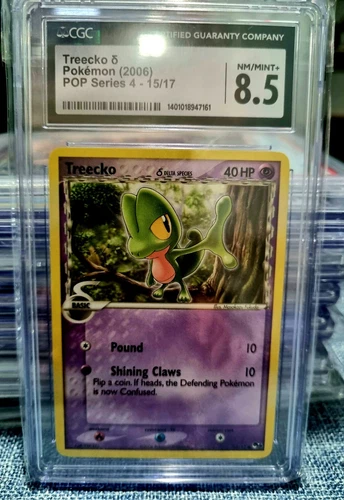 CGC CERTIFIED GUARANTY COMPANY
Treecko δ
Pokémon (2006)
POP Series 4 - 15/17
NM/MINT+
8.5
1401018947161
Treecko δ DELTA SPECIES 40 HP
BASIC
Pound 10
Shining Claws 10
Flip a coin. If heads, the Defending Pokémon
is now Confused.